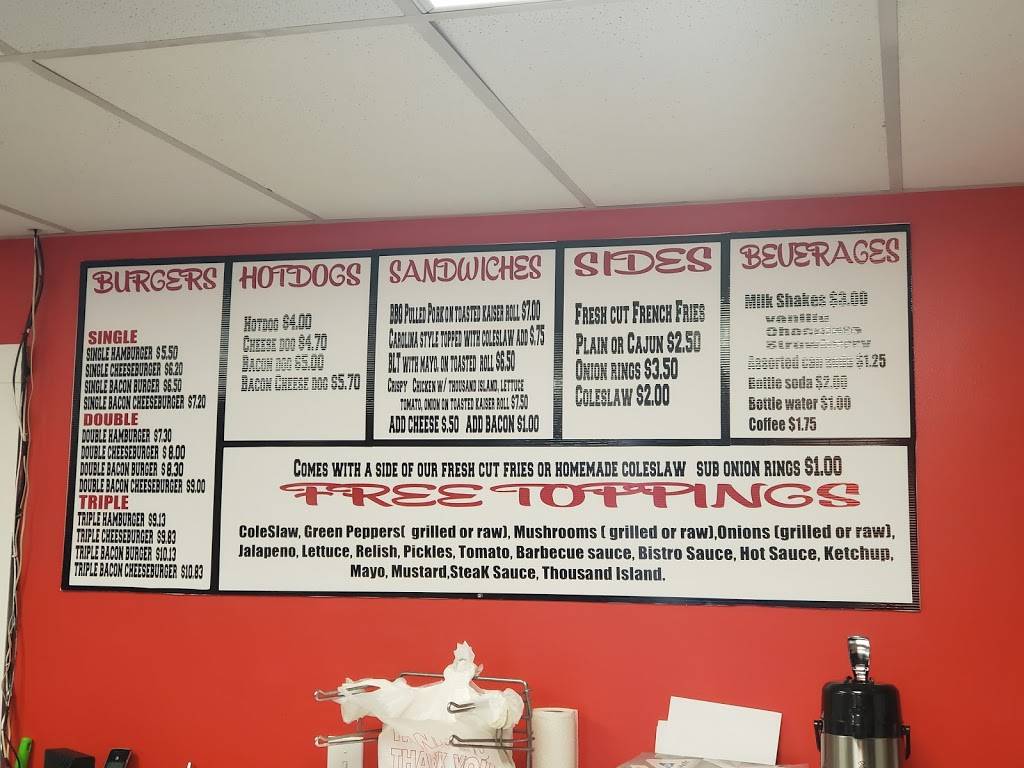 BURGERS
SINGLE
SINGLE HAMBURGER $5.50
SINGLE CHEESEBURGER $6.20
SINGLE BACON BURGER $6.50
SINGLE BACON CHEESEBURGER $7.20
DOUBLE
DOUBLE HAMBURGER $7.30
DOUBLE CHEESEBURGER $8.00
DOUBLE BACON BURGER $8.30
DOUBLE BACON CHEESEBURGER $9.00
TRIPLE
TRIPLE HAMBURGER $9.13
TRIPLE CHEESEBURGER $9.83
TRIPLE BACON BURGER $10.13
TRIPLE BACON CHEESEBURGER $10.83
HOTDOGS
HOTDOG $4.00
CHEESE DOG $4.70
BACON DOG $5.00
BACON CHEESE DOG $5.70
SANDWICHES
BBQ PULLED PORK ON TOASTED KAISER ROLL $7.00
CAROLINA STYLE TOPPED WITH COLESLAW ADD $.75
BLT WITH MAYO, ON TOASTED ROLL $6.50
CRISPY CHICKEN W/ THOUSAND ISLAND, LETTUCE
TOMATO, ONION ON TOASTED KAISER ROLL $7.50
ADD CHEESE $.50 ADD BACON $1.00
SIDES
FRESH CUT FRENCH FRIES
PLAIN OR CAJUN $2.50
ONION RINGS $3.50
COLESLAW $2.00
BEVERAGES
Milk Shakes $3.00
vanilla
Chocolate
Strawberry
Assorted can soda $1.25
Bottle soda $2.00
Bottle water $1.00
Coffee $1.75
COMES WITH A SIDE OF OUR FRESH CUT FRIES OR HOMEMADE COLESLAW SUB ONION RINGS $1.00
FREE TOPPINGS
ColeSlaw, Green Peppers( grilled or raw), Mushrooms ( grilled or raw),Onions (grilled or raw),
Jalapeno, Lettuce, Relish, Pickles, Tomato, Barbecue sauce, Bistro Sauce, Hot Sauce, Ketchup,
Mayo, Mustard,SteaK Sauce, Thousand Island.
THANK YOU